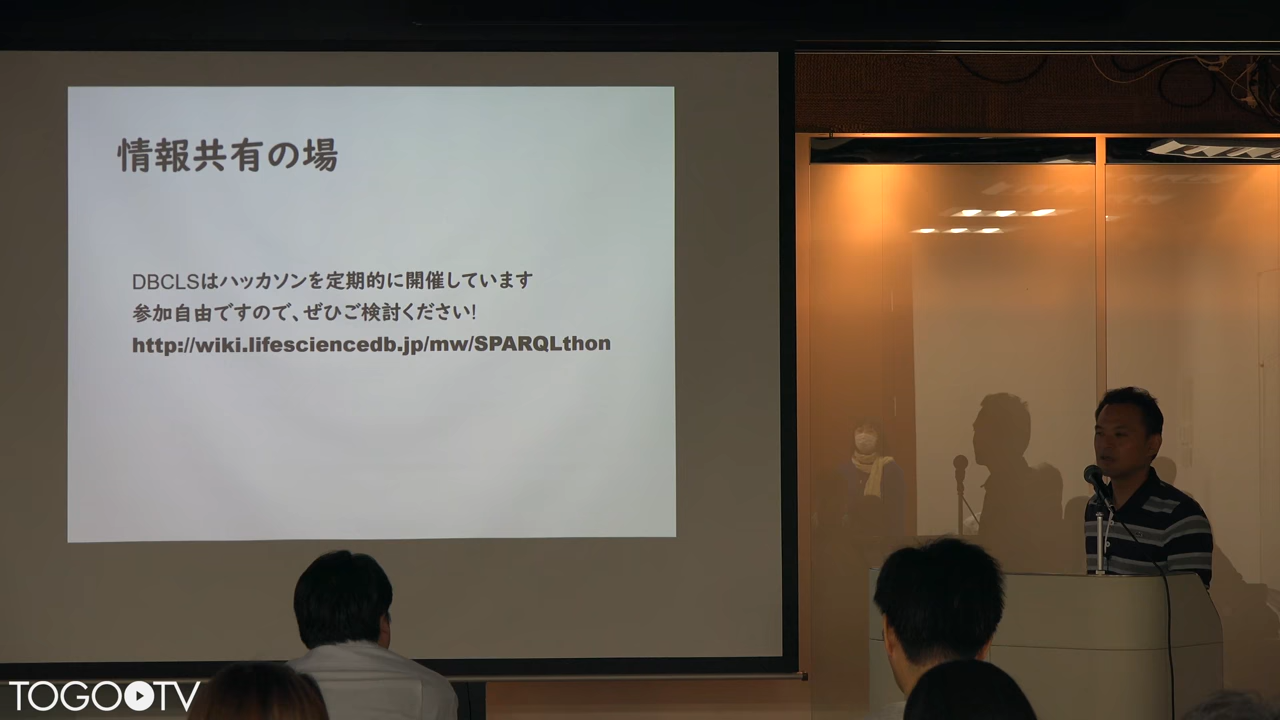 情報共有の場
DBCLSはハッカソンを定期的に開催しています
参加自由ですので、ぜひご検討ください!
http://wiki.lifesciencedb.jp/mw/SPARQLthon
TOGOTV